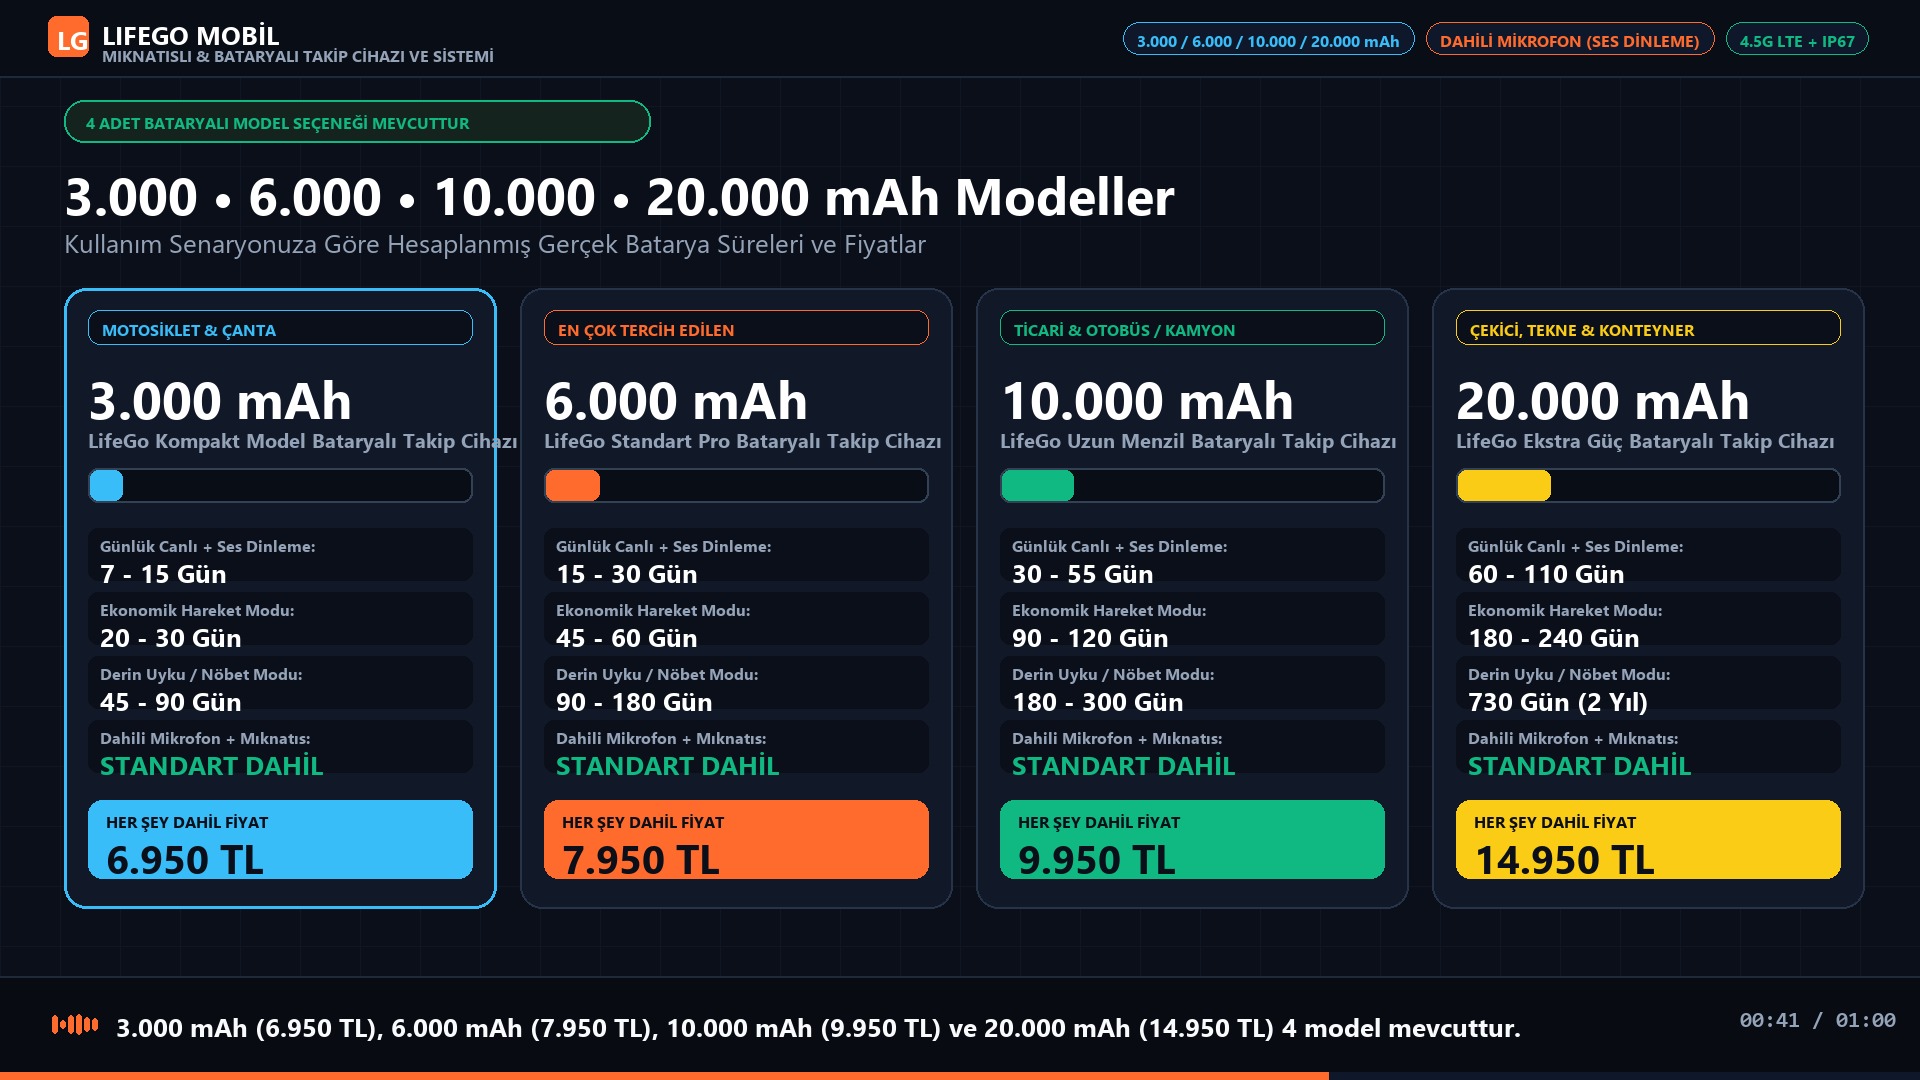 LG
LIFEGO MOBİL
MIKNATISLI & BATARYALI TAKİP CİHAZI VE SİSTEMİ
3.000 / 6.000 / 10.000 / 20.000 mAh
DAHİLİ MİKROFON (SES DİNLEME)
4.5G LTE + IP67
4 ADET BATARYALI MODEL SEÇENEĞİ MEVCUTTUR
3.000 • 6.000 • 10.000 • 20.000 mAh Modeller
Kullanım Senaryonuza Göre Hesaplanmış Gerçek Batarya Süreleri ve Fiyatlar
MOTOSİKLET & ÇANTA
3.000 mAh
LifeGo Kompakt Model Bataryalı Takip Cihazı
Günlük Canlı + Ses Dinleme:
7 - 15 Gün
Ekonomik Hareket Modu:
20 - 30 Gün
Derin Uyku / Nöbet Modu:
45 - 90 Gün
Dahili Mikrofon + Mıknatıs:
STANDART DAHİL
HER ŞEY DAHİL FİYAT
6.950 TL
EN ÇOK TERCİH EDİLEN
6.000 mAh
LifeGo Standart Pro Bataryalı Takip Cihazı
Günlük Canlı + Ses Dinleme:
15 - 30 Gün
Ekonomik Hareket Modu:
45 - 60 Gün
Derin Uyku / Nöbet Modu:
90 - 180 Gün
Dahili Mikrofon + Mıknatıs:
STANDART DAHİL
HER ŞEY DAHİL FİYAT
7.950 TL
TİCARİ & OTOBÜS / KAMYON
10.000 mAh
LifeGo Uzun Menzil Bataryalı Takip Cihazı
Günlük Canlı + Ses Dinleme:
30 - 55 Gün
Ekonomik Hareket Modu:
90 - 120 Gün
Derin Uyku / Nöbet Modu:
180 - 300 Gün
Dahili Mikrofon + Mıknatıs:
STANDART DAHİL
HER ŞEY DAHİL FİYAT
9.950 TL
ÇEKİCİ, TEKNE & KONTEYNER
20.000 mAh
LifeGo Ekstra Güç Bataryalı Takip Cihazı
Günlük Canlı + Ses Dinleme:
60 - 110 Gün
Ekonomik Hareket Modu:
180 - 240 Gün
Derin Uyku / Nöbet Modu:
730 Gün (2 Yıl)
Dahili Mikrofon + Mıknatıs:
STANDART DAHİL
HER ŞEY DAHİL FİYAT
14.950 TL
3.000 mAh (6.950 TL), 6.000 mAh (7.950 TL), 10.000 mAh (9.950 TL) ve 20.000 mAh (14.950 TL) 4 model mevcuttur.
00:41 / 01:00